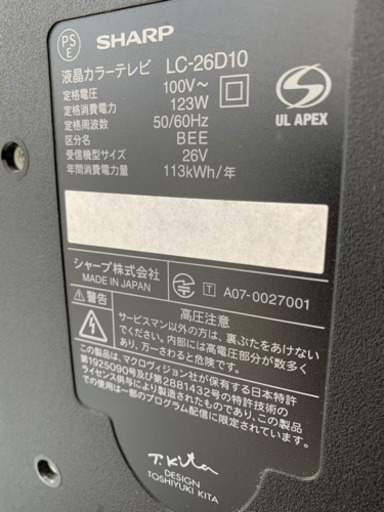 PS
E
SHARP
液晶カラーテレビ LC-26D10
定格電圧 100V～
定格消費電力 123W
定格周波数 50/60Hz
区分名 BEE
受信機型サイズ 26V
年間消費電力量 113kWh/年
S
UL APEX
シャープ株式会社
MADE IN JAPAN
T A07-0027001
警告 高圧注意
サービスマン以外の方は、裏ぶたをあけない
でください。内部には高電圧部分が数多く
あり、万一さわると危険です。
この製品は、マクロヴィジョン社が保有する日本特許
第1925090号及び第2881432号の特許技術の
ライセンス供与により製造されたものであり、この製品
での使用は一部のプログラム配信に限定されています。
T. Kita
DESIGN
TOSHIYUKI KITA